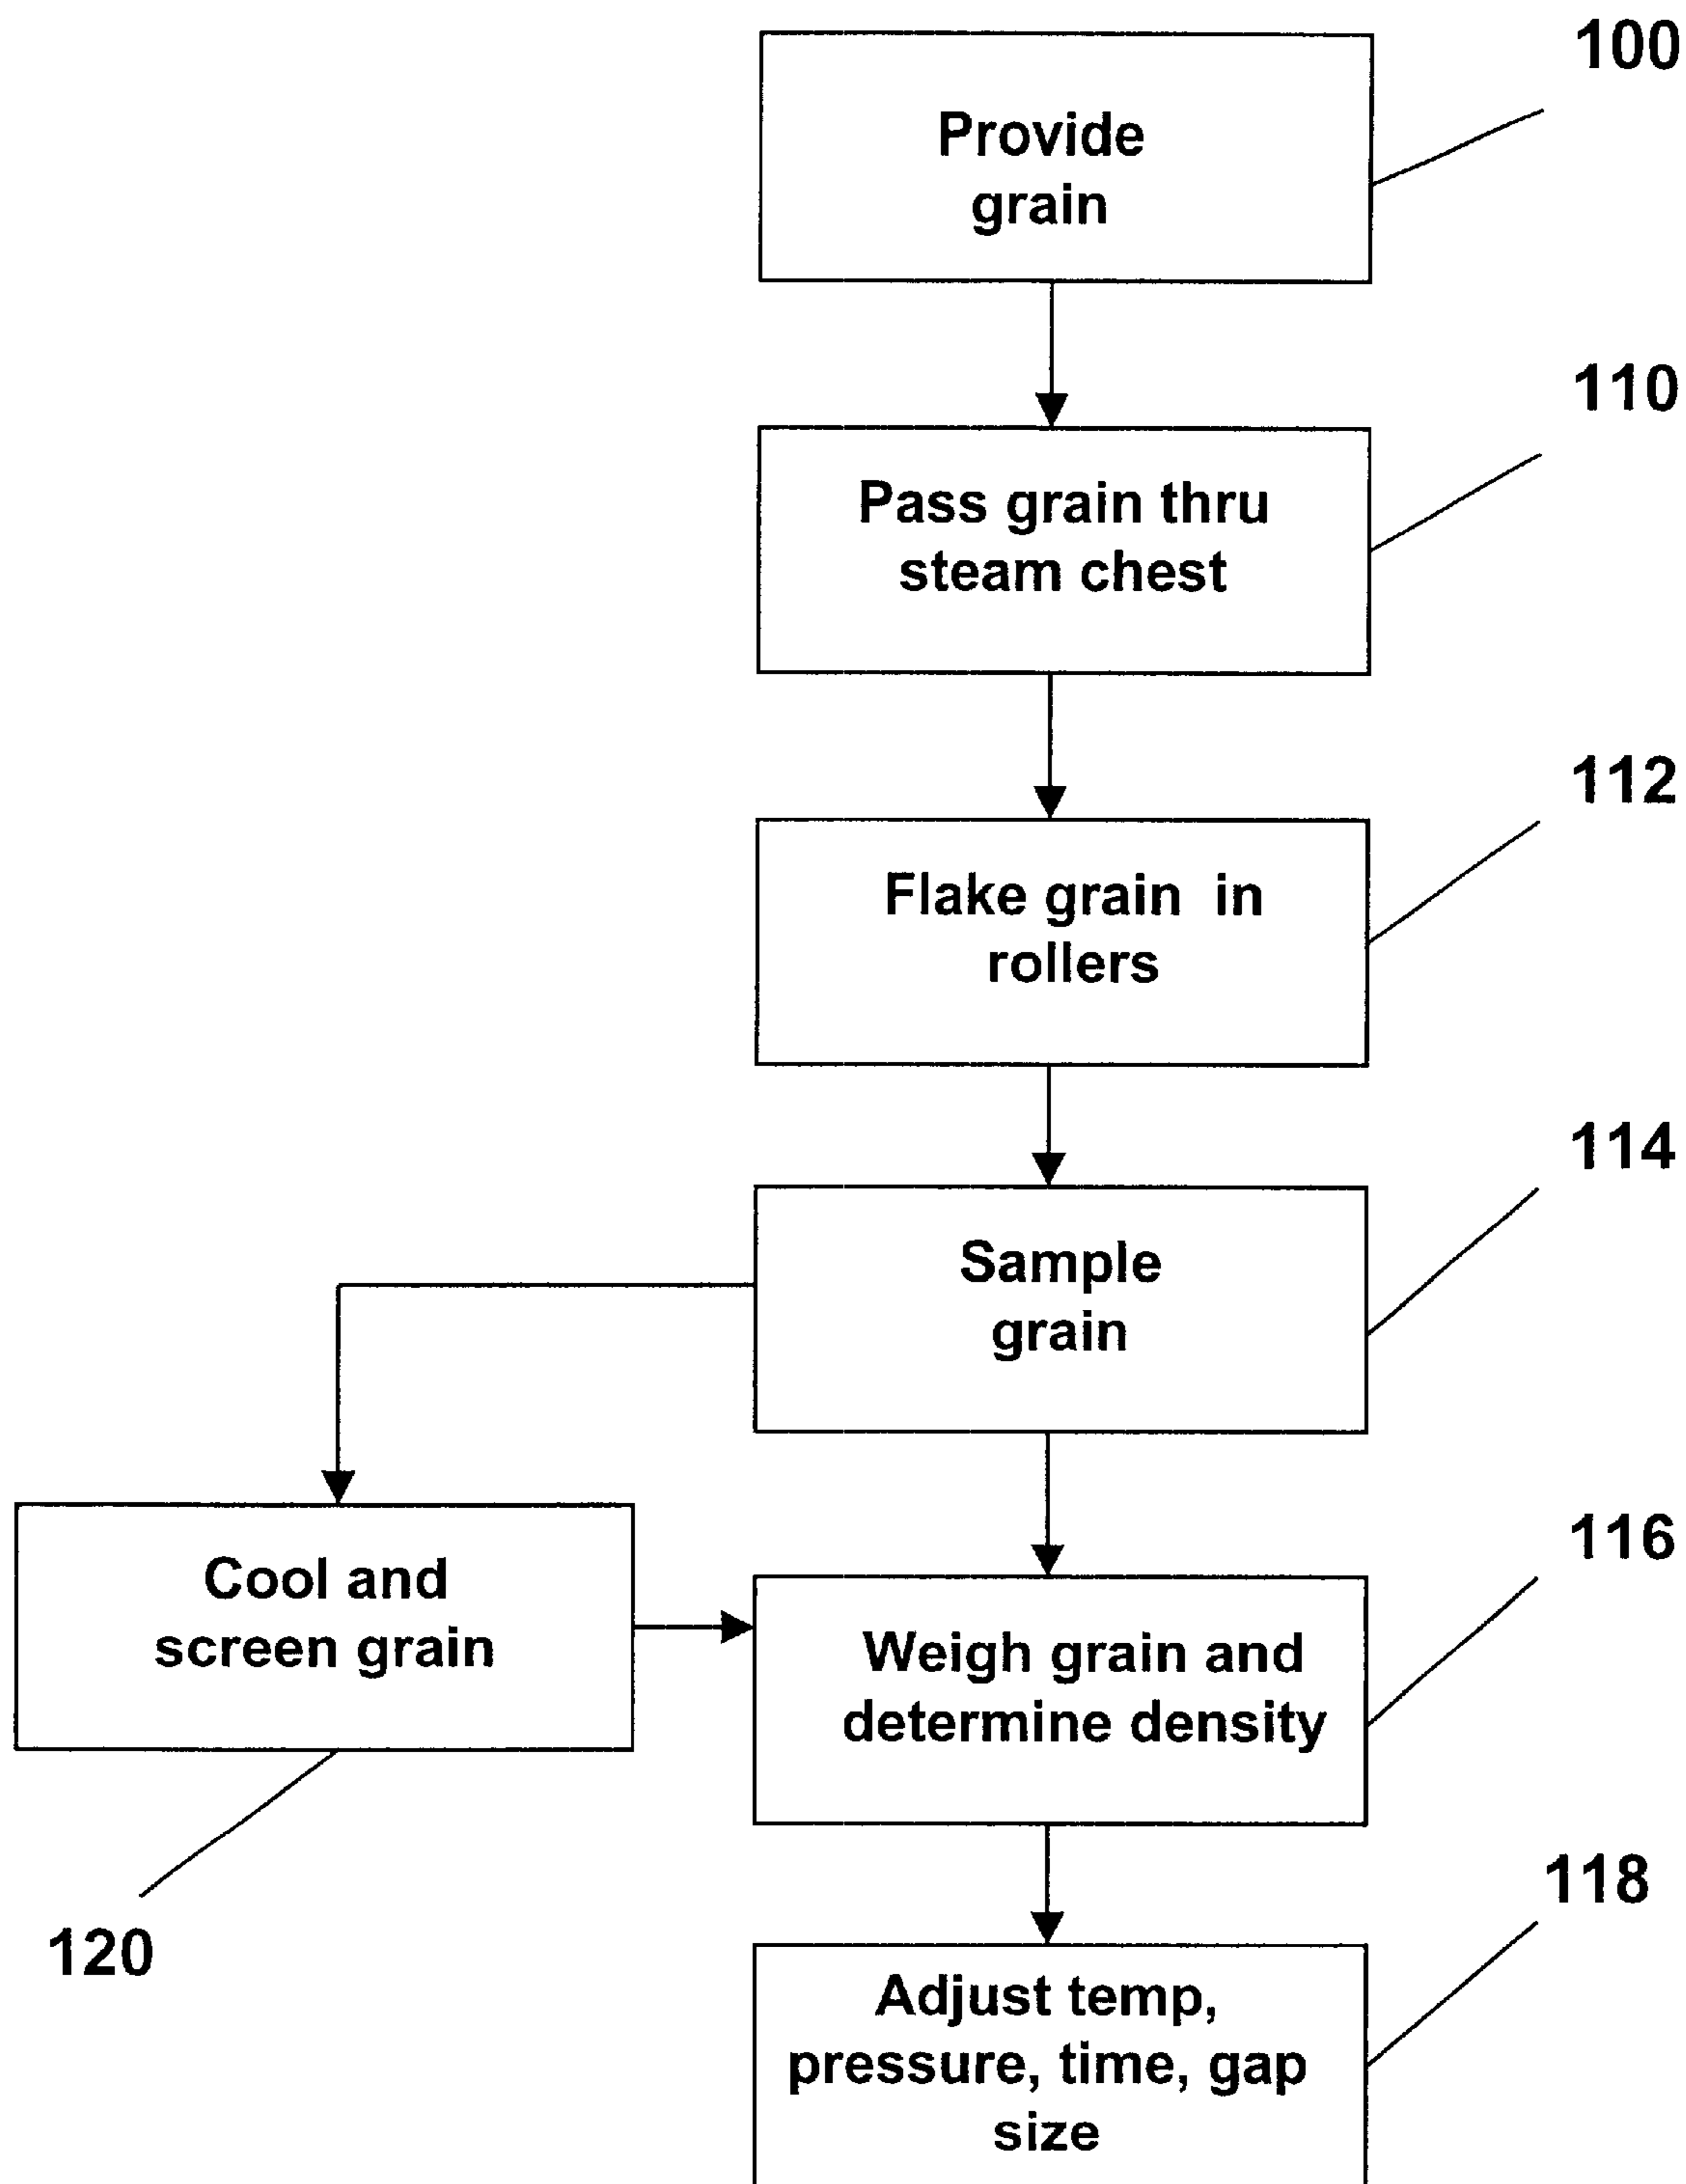 100
Provide
grain
110
Pass grain thru
steam chest
112
Flake grain in
rollers
114
Sample
grain
116
Cool and
screen grain
Weigh grain and
determine density
118
120
Adjust temp,
pressure, time, gap
size